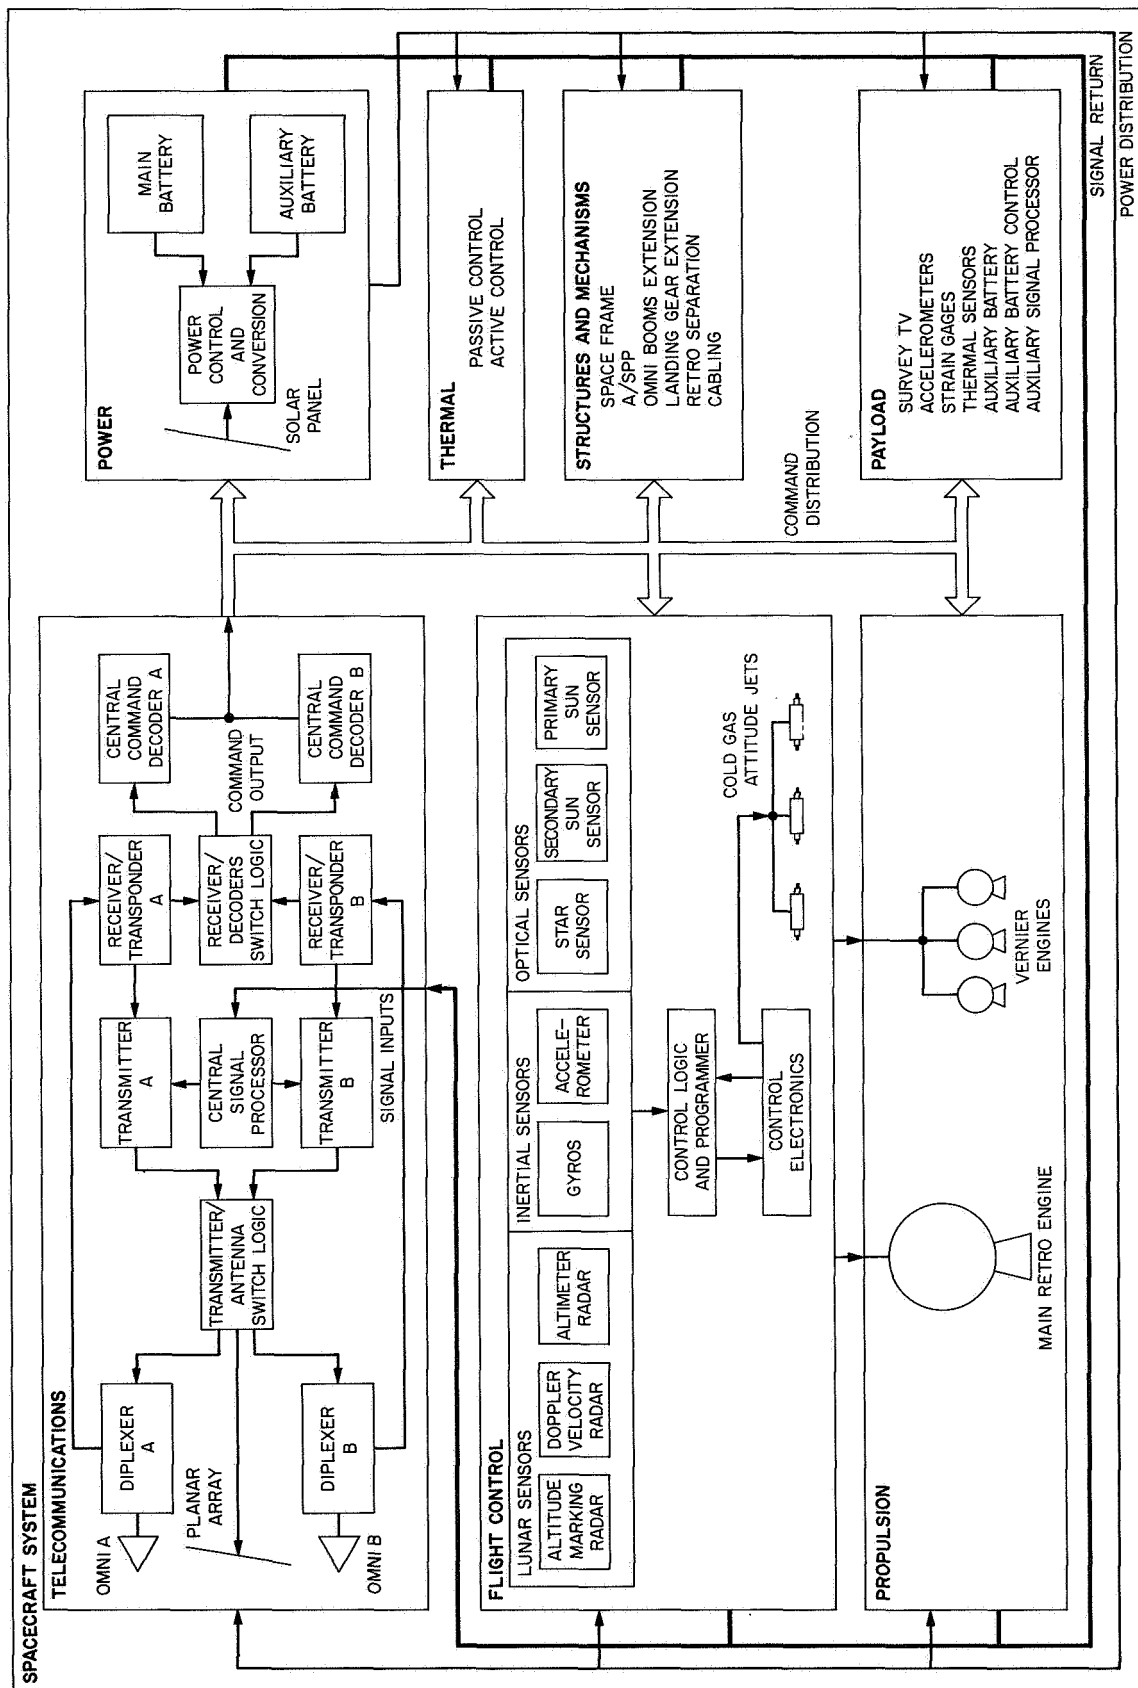 SPACECRAFT SYSTEM
TELECOMMUNICATIONS
OMNI A
DIPLEXER
A
PLANAR
ARRAY
DIPLEXER
B
OMNI B
TRANSMITTER/
ANTENNA
SWITCH LOGIC
TRANSMITTER
A
CENTRAL
SIGNAL
PROCESSOR
TRANSMITTER
B
SIGNAL INPUTS
RECEIVER/
TRANSPONDER
A
RECEIVER/
DECODERS
SWITCH LOGIC
RECEIVER/
TRANSPONDER
B
CENTRAL
COMMAND
DECODER A
COMMAND
OUTPUT
CENTRAL
COMMAND
DECODER B
POWER
SOLAR
PANEL
POWER
CONTROL
AND
CONVERSION
MAIN
BATTERY
AUXILIARY
BATTERY
THERMAL
PASSIVE CONTROL
ACTIVE CONTROL
FLIGHT CONTROL
LUNAR SENSORS
ALTITUDE
MARKING
RADAR
DOPPLER
VELOCITY
RADAR
ALTIMETER
RADAR
INERTIAL SENSORS
GYROS
ACCELE-
ROMETER
OPTICAL SENSORS
STAR
SENSOR
SECONDARY
SUN
SENSOR
PRIMARY
SUN
SENSOR
CONTROL LOGIC
AND PROGRAMMER
CONTROL
ELECTRONICS
COLD GAS
ATTITUDE JETS
STRUCTURES AND MECHANISMS
SPACE FRAME
A/SPP
OMNI BOOMS EXTENSION
LANDING GEAR EXTENSION
RETRO SEPARATION
CABLING
COMMAND
DISTRIBUTION
PROPULSION
MAIN RETRO ENGINE
VERNIER
ENGINES
PAYLOAD
SURVEY TV
ACCELEROMETERS
STRAIN GAGES
THERMAL SENSORS
AUXILIARY BATTERY
AUXILIARY BATTERY CONTROL
AUXILIARY SIGNAL PROCESSOR
SIGNAL RETURN
POWER DISTRIBUTION